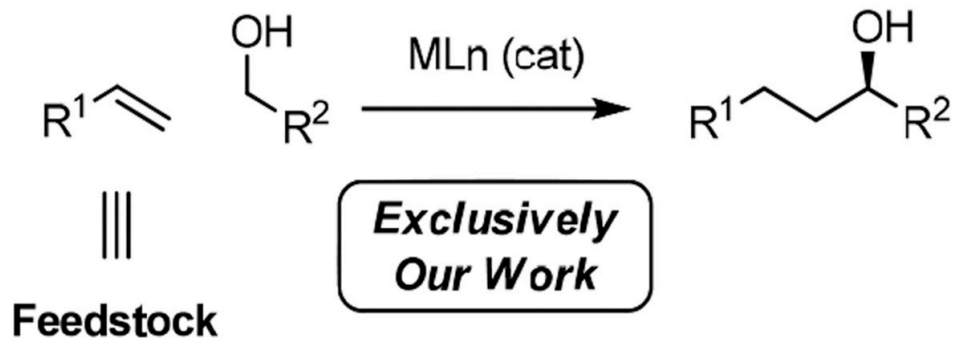 OH
OH
MLn (cat)
R¹
R²
R¹
R²
Exclusively
Our Work
Feedstock